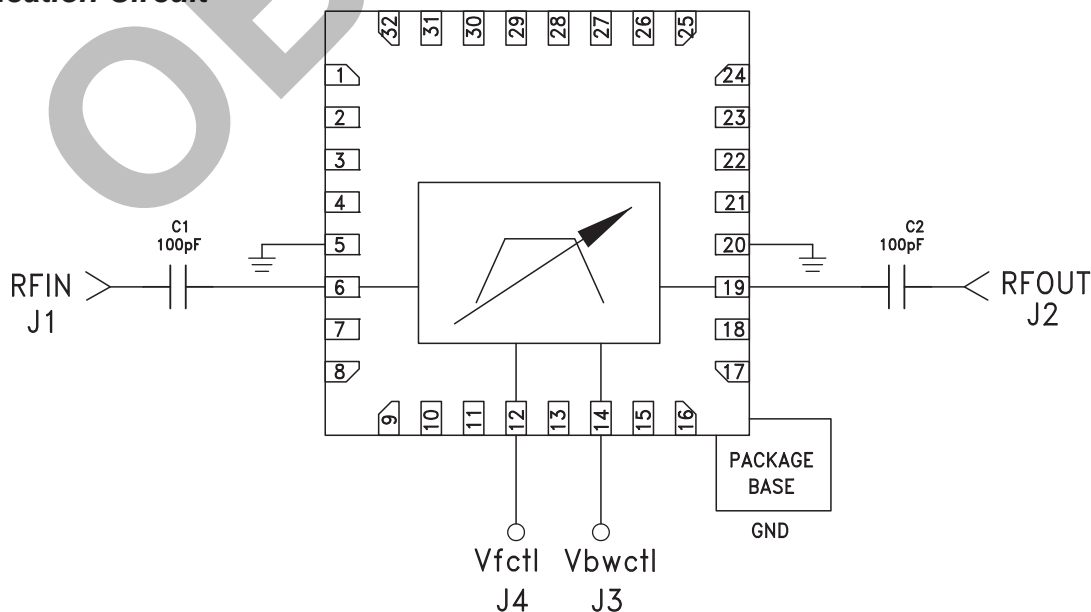 Circuit
32 31 30 29 28 27 26 25
1 24
2 23
3 22
4 21
C1
100pF
C2
100pF
5 20
RFIN
J1
6 19
RFOUT
J2
7 18
8 17
9 10 11 12 13 14 15 16
PACKAGE
BASE
GND
Vfctl Vbwctl
J4 J3